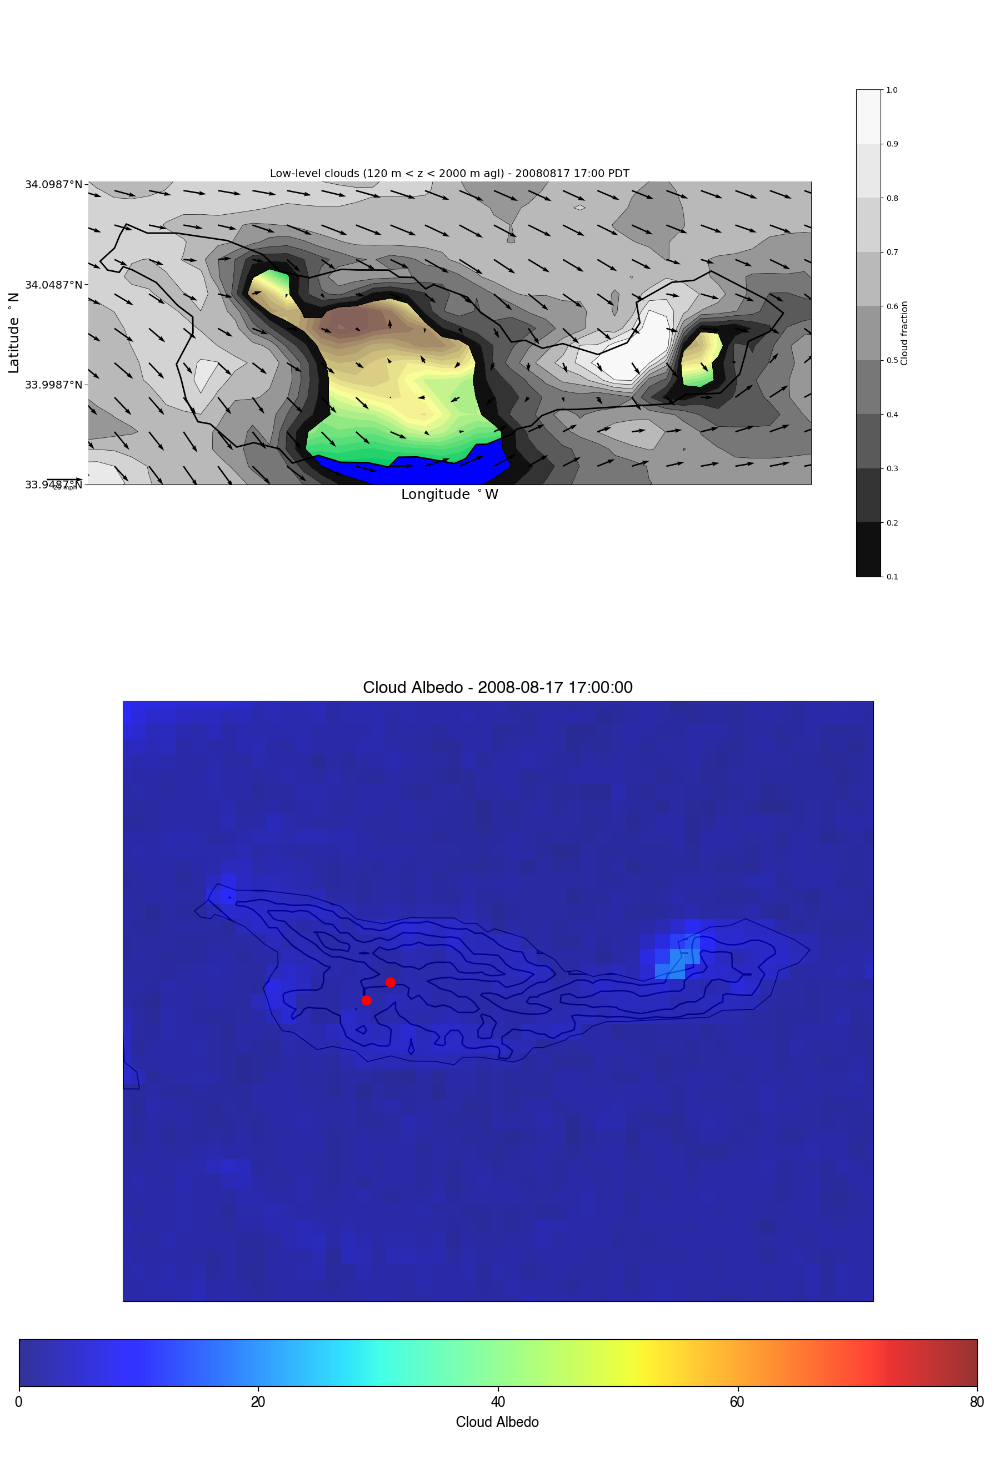 Low-level clouds (120 m < z < 2000 m agl) - 20080817 17:00 PDT
34.0987°N
34.0487°N
33.9987°N
33.9487°N
Latitude °N
Longitude °W
1.0
0.9
0.8
0.7
0.6
0.5
0.4
0.3
0.2
0.1
Cloud fraction
Cloud Albedo - 2008-08-17 17:00:00
0 20 40 60 80
Cloud Albedo